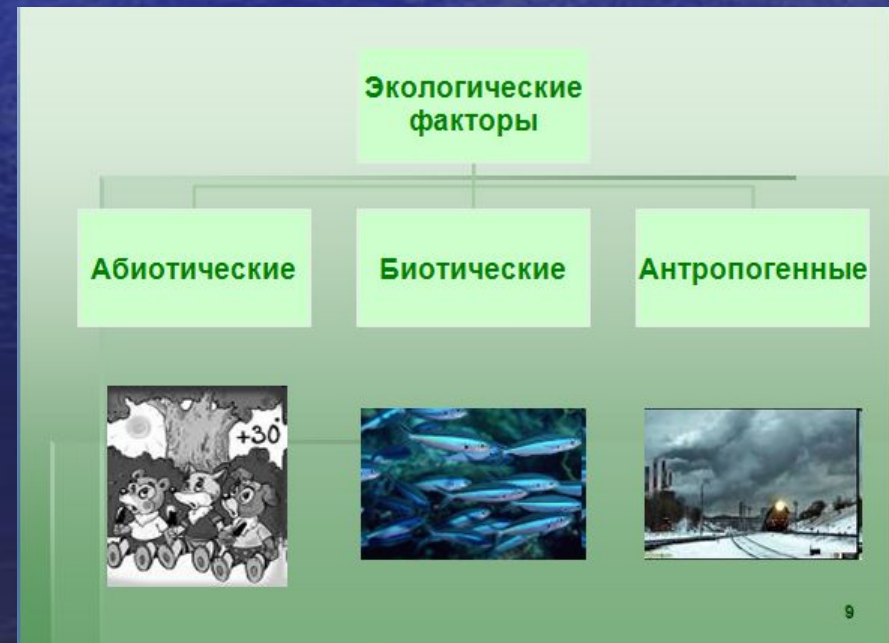 Экологические
факторы
Абиотические
Биотические
Антропогенные
+30°
9